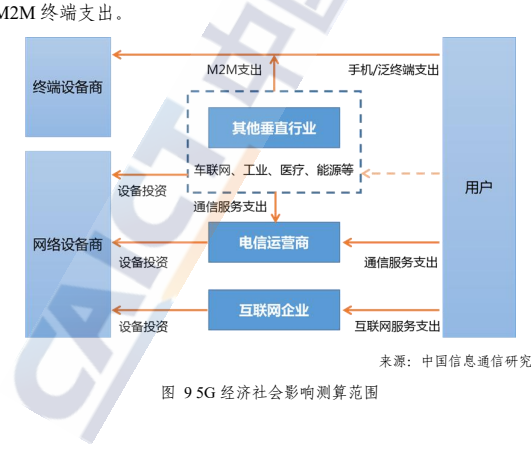 M2M 终端支出。
M2M支出
手机/泛终端支出
终端设备商
其他垂直行业
车联网、工业、医疗、能源等
设备投资
用户
通信服务支出
网络设备商
电信运营商
设备投资
通信服务支出
互联网企业
设备投资
互联网服务支出
来源：中国信息通信研究
图 9 5G 经济社会影响测算范围
CAICT